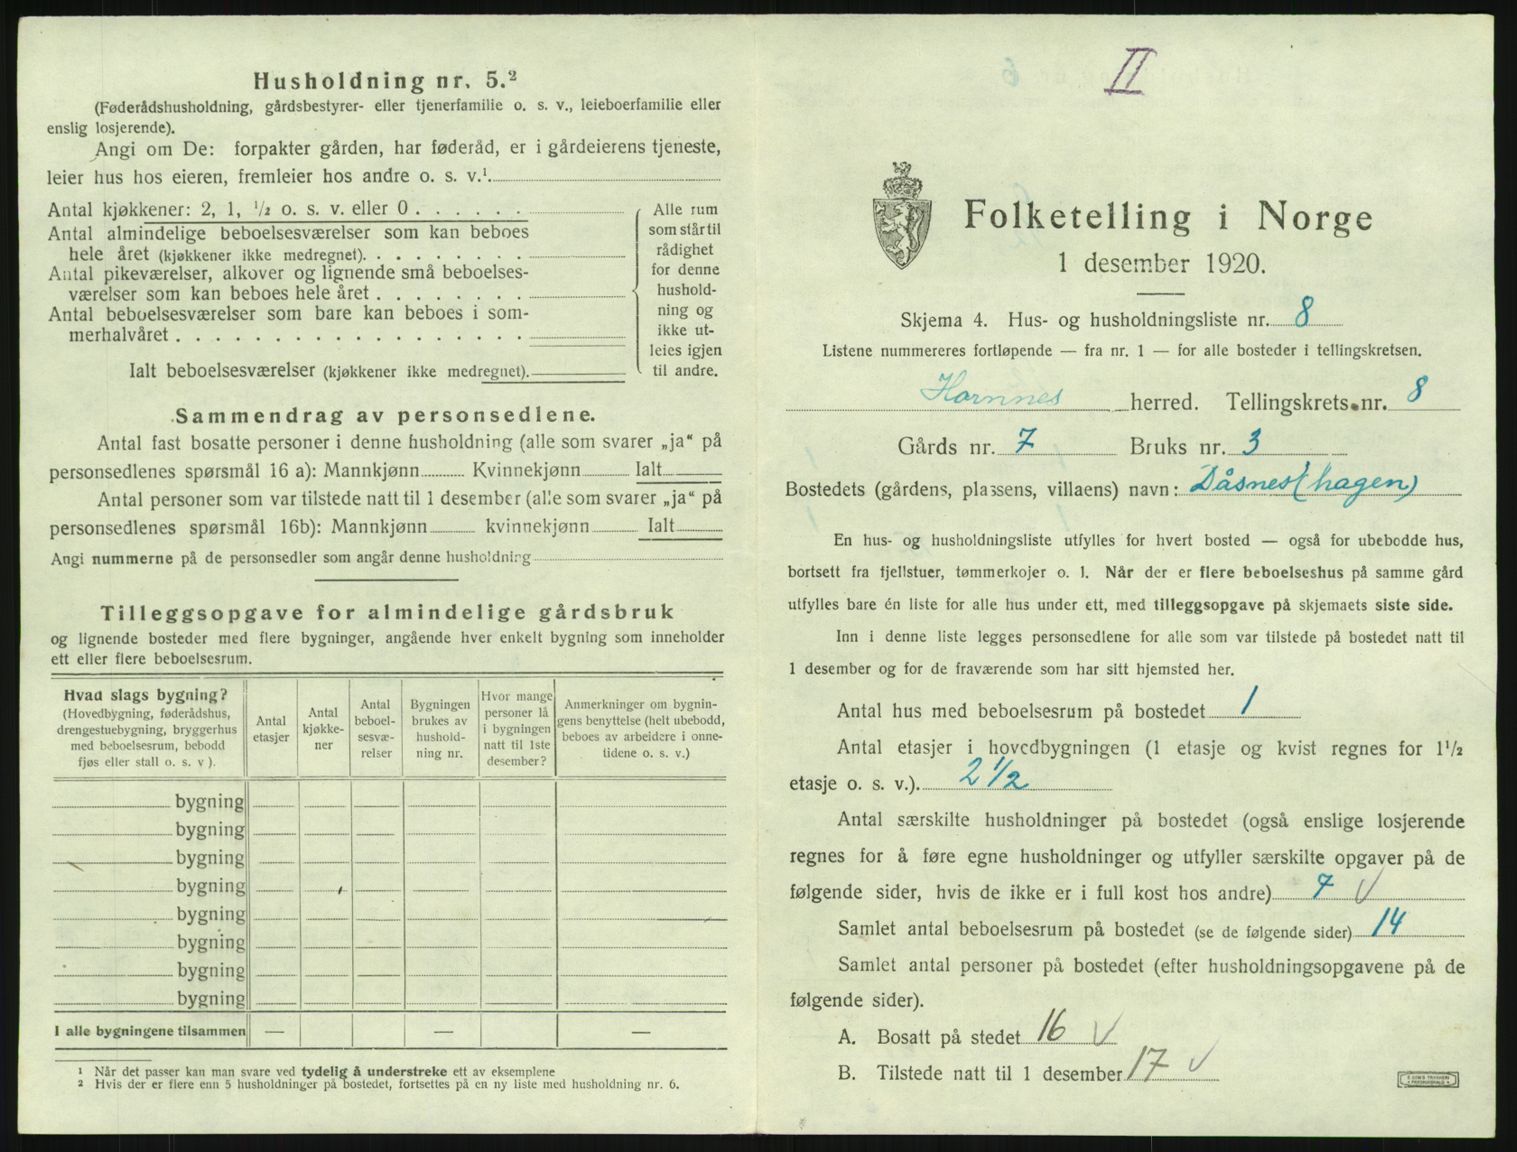 Husholdning nr. 5.²
(Føderådshusholdning, gårdsbestyrer- eller tjenerfamilie o. s. v., leieboerfamilie eller
enslig losjerende).
Angi om De: forpakter gården, har føderåd, er i gårdeierens tjeneste,
leier hus hos eieren, fremleier hos andre o. s. v.¹.
Antal kjøkkener: 2, 1, ½ o. s. v. eller 0 . . . . . .
Antal almindelige beboelsesværelser som kan beboes
hele året (kjøkkener ikke medregnet). . . . . . . . .
Antal pikeværelser, alkover og lignende små beboelses-
værelser som kan beboes hele året . . . . . . . .
Antal beboelsesværelser som bare kan beboes i som-
merhalvåret . . . . . . . . . . . . . . . . . .
Ialt beboelsesværelser (kjøkkener ikke medregnet).
Alle rum
som står til
rådighet
for denne
hushold-
ning og
ikke ut-
leies igjen
til andre.
Sammendrag av personsedlene.
Antal fast bosatte personer i denne husholdning (alle som svarer „ja“ på
personsedlenes spørsmål 16 a): Mannkjønn Kvinnekjønn Ialt
Antal personer som var tilstede natt til 1 desember (alle som svarer „ja“ på
personsedlenes spørsmål 16b): Mannkjønn kvinnekjønn Ialt
Angi nummerne på de personsedler som angår denne husholdning
Tilleggsopgave for almindelige gårdsbruk
og lignende bosteder med flere bygninger, angående hver enkelt bygning som inneholder
ett eller flere beboelsesrum.
Hvad slags bygning?
(Hovedbygning, føderådshus,
drengestuebygning, bryggerhus
med beboelsesrum, bebodd
fjøs eller stall o. s. v ).
Antal
etasjer
Antal
kjøkke-
ner
Antal
beboel-
sesvæ-
relser
Bygningen
brukes av
hushold-
ning nr.
Hvor mange
personer lå
i bygningen
natt til 1ste
desember?
Anmerkninger om bygnin-
gens benyttelse (helt ubebodd,
beboes av arbeidere i onne-
tidene o. s. v.)
bygning
bygning
bygning
bygning
bygning
bygning
bygning
bygning
I alle bygningene tilsammen — — —
¹ Når det passer kan man svare ved tydelig å understreke ett av eksemplene
² Hvis der er flere enn 5 husholdninger på bostedet, fortsettes på en ny liste med husholdning nr. 6.
II
Folketelling i Norge
1 desember 1920.
Skjema 4. Hus- og husholdningsliste nr. 8
Listene nummereres fortløpende — fra nr. 1 — for alle bosteder i tellingskretsen.
Hornnes herred. Tellingskrets nr. 8
Gårds nr. 7 Bruks nr. 3
Bostedets (gårdens, plassens, villaens) navn: Dåsnes (hagen)
En hus- og husholdningsliste utfylles for hvert bosted — også for ubebodde hus,
bortsett fra fjellstuer, tømmerkojer o. l. Når der er flere beboelseshus på samme gård
utfylles bare én liste for alle hus under ett, med tilleggsopgave på skjemaets siste side.
Inn i denne liste legges personsedlene for alle som var tilstede på bostedet natt til
1 desember og for de fraværende som har sitt hjemsted her.
Antal hus med beboelsesrum på bostedet 1
Antal etasjer i hovedbygningen (1 etasje og kvist regnes for 1½
etasje o. s. v.). 2 ½
Antal særskilte husholdninger på bostedet (også enslige losjerende
regnes for å føre egne husholdninger og utfyller særskilte opgaver på de
følgende sider, hvis de ikke er i full kost hos andre) 7 V
Samlet antal beboelsesrum på bostedet (se de følgende sider) 14
Samlet antal personer på bostedet (efter husholdningsopgavene på de
følgende sider).
A. Bosatt på stedet 16 V
B. Tilstede natt til 1 desember 17 V